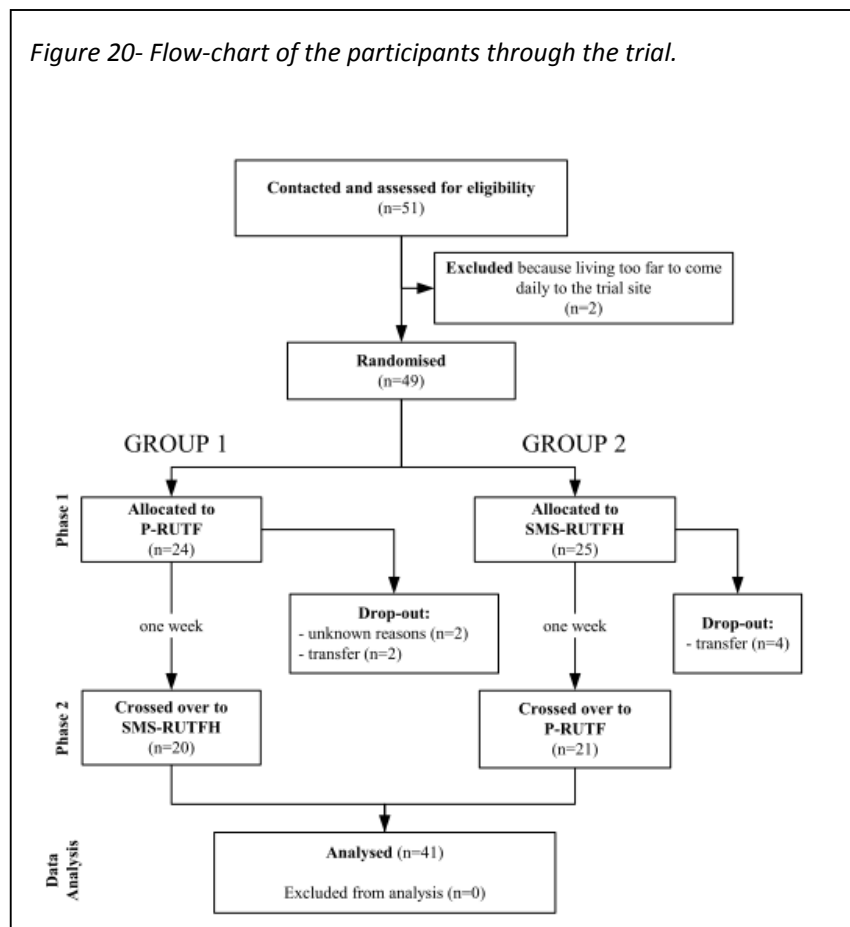 Figure 20- Flow-chart of the participants through the trial.
Contacted and assessed for eligibility
(n=51)
Excluded because living too far to come
daily to the trial site
(n=2)
Randomised
(n=49)
GROUP 1
GROUP 2
Phase 1
Allocated to
P-RUTF
(n=24)
Allocated to
SMS-RUTFH
(n=25)
one week
Drop-out:
- unknown reasons (n=2)
- transfer (n=2)
one week
Drop-out:
- transfer (n=4)
Phase 2
Crossed over to
SMS-RUTFH
(n=20)
Crossed over to
P-RUTF
(n=21)
Data
Analysis
Analysed (n=41)
Excluded from analysis (n=0)